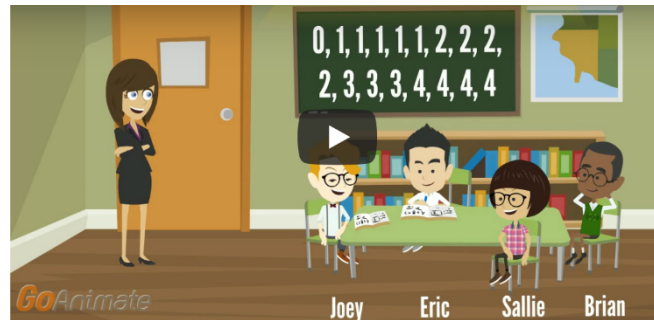 0, 1, 1, 1, 1, 1, 2, 2, 2,
2, 3, 3, 3, 4, 4, 4, 4
GoAnimate
Joey Eric Sallie Brian